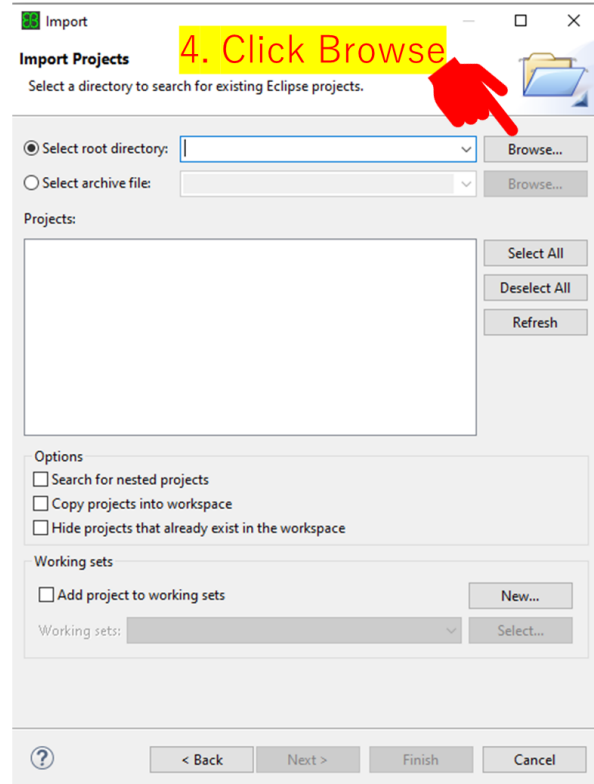 Import
4. Click Browse
Import Projects
Select a directory to search for existing Eclipse projects.
Select root directory:
Browse...
Select archive file:
Browse...
Projects:
Select All
Deselect All
Refresh
Options
Search for nested projects
Copy projects into workspace
Hide projects that already exist in the workspace
Working sets
Add project to working sets
New...
Working sets:
Select...
?
< Back
Next >
Finish
Cancel